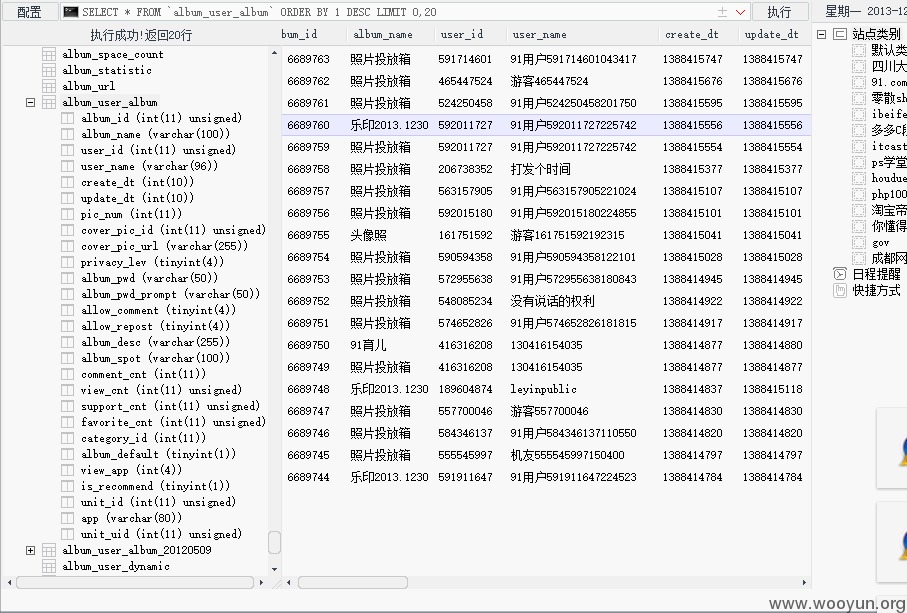 配置 SELECT * FROM `album_user_album` ORDER BY 1 DESC LIMIT 0,20 执行 星期一 2013-12
执行成功!返回20行
album_space_count
album_statistic
album_url
album_user_album
album_id (int(11) unsigned)
album_name (varchar(100))
user_id (int(11) unsigned)
user_name (varchar(96))
create_dt (int(10))
update_dt (int(10))
pic_num (int(11))
cover_pic_id (int(11) unsigned)
cover_pic_url (varchar(255))
privacy_lev (tinyint(4))
album_pwd (varchar(50))
album_pwd_prompt (varchar(50))
allow_comment (tinyint(4))
allow_repost (tinyint(4))
album_desc (varchar(255))
album_spot (varchar(100))
comment_cnt (int(11))
view_cnt (int(11) unsigned)
support_cnt (int(11) unsigned)
favorite_cnt (int(11) unsigned)
category_id (int(11))
album_default (tinyint(1))
view_app (int(4))
is_recommend (tinyint(1))
unit_id (int(11) unsigned)
app (varchar(80))
unit_uid (int(11) unsigned)
album_user_album_20120509
album_user_dynamic
bum_id album_name user_id user_name create_dt update_dt
6689763 照片投放箱 591714601 91用户591714601043417 1388415747 1388415747
6689762 照片投放箱 465447524 游客465447524 1388415676 1388415676
6689761 照片投放箱 524250458 91用户524250458201750 1388415595 1388415595
6689760 乐印2013.1230 592011727 91用户592011727225742 1388415556 1388415556
6689759 照片投放箱 592011727 91用户592011727225742 1388415554 1388415554
6689758 照片投放箱 206738352 打发个时间 1388415377 1388415377
6689757 照片投放箱 563157905 91用户563157905221024 1388415107 1388415107
6689756 照片投放箱 592015180 91用户592015180224855 1388415101 1388415101
6689755 头像照 161751592 游客161751592192315 1388415041 1388415041
6689754 照片投放箱 590594358 91用户590594358122101 1388415028 1388415028
6689753 照片投放箱 572955638 91用户572955638180843 1388414945 1388414945
6689752 照片投放箱 548085234 没有说话的权利 1388414922 1388414922
6689751 照片投放箱 574652826 91用户574652826181815 1388414917 1388414917
6689750 91育儿 416316208 130416154035 1388414877 1388414880
6689749 照片投放箱 416316208 130416154035 1388414877 1388414877
6689748 乐印2013.1230 189604874 leyinpublic 1388414837 1388415118
6689747 照片投放箱 557700046 游客557700046 1388414830 1388414830
6689746 照片投放箱 584346137 91用户584346137110550 1388414820 1388414820
6689745 照片投放箱 555545997 机友555545997150400 1388414797 1388414797
6689744 乐印2013.1230 591911647 91用户591911647224523 1388414784 1388414784
站点类别
默认类
四川大
91.com
零散sh
ibeife
多多C段
itcast
ps学堂
houdue
php100
淘宝帝
你懂得
gov
成都网
日程提醒
快捷方式
www.wooyun.org